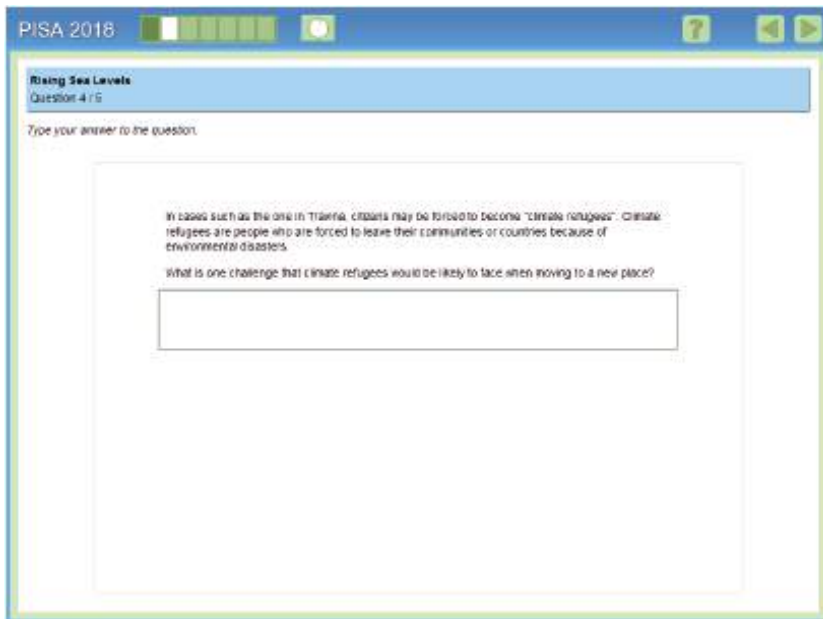 PISA 2018
?
Rising Sea Levels
Question 4 / 5
Type your answer to the question.
In cases such as the one in Travina, citizens may be forced to become "climate refugees". Climate
refugees are people who are forced to leave their communities or countries because of
environmental disasters.
What is one challenge that climate refugees would be likely to face when moving to a new place?